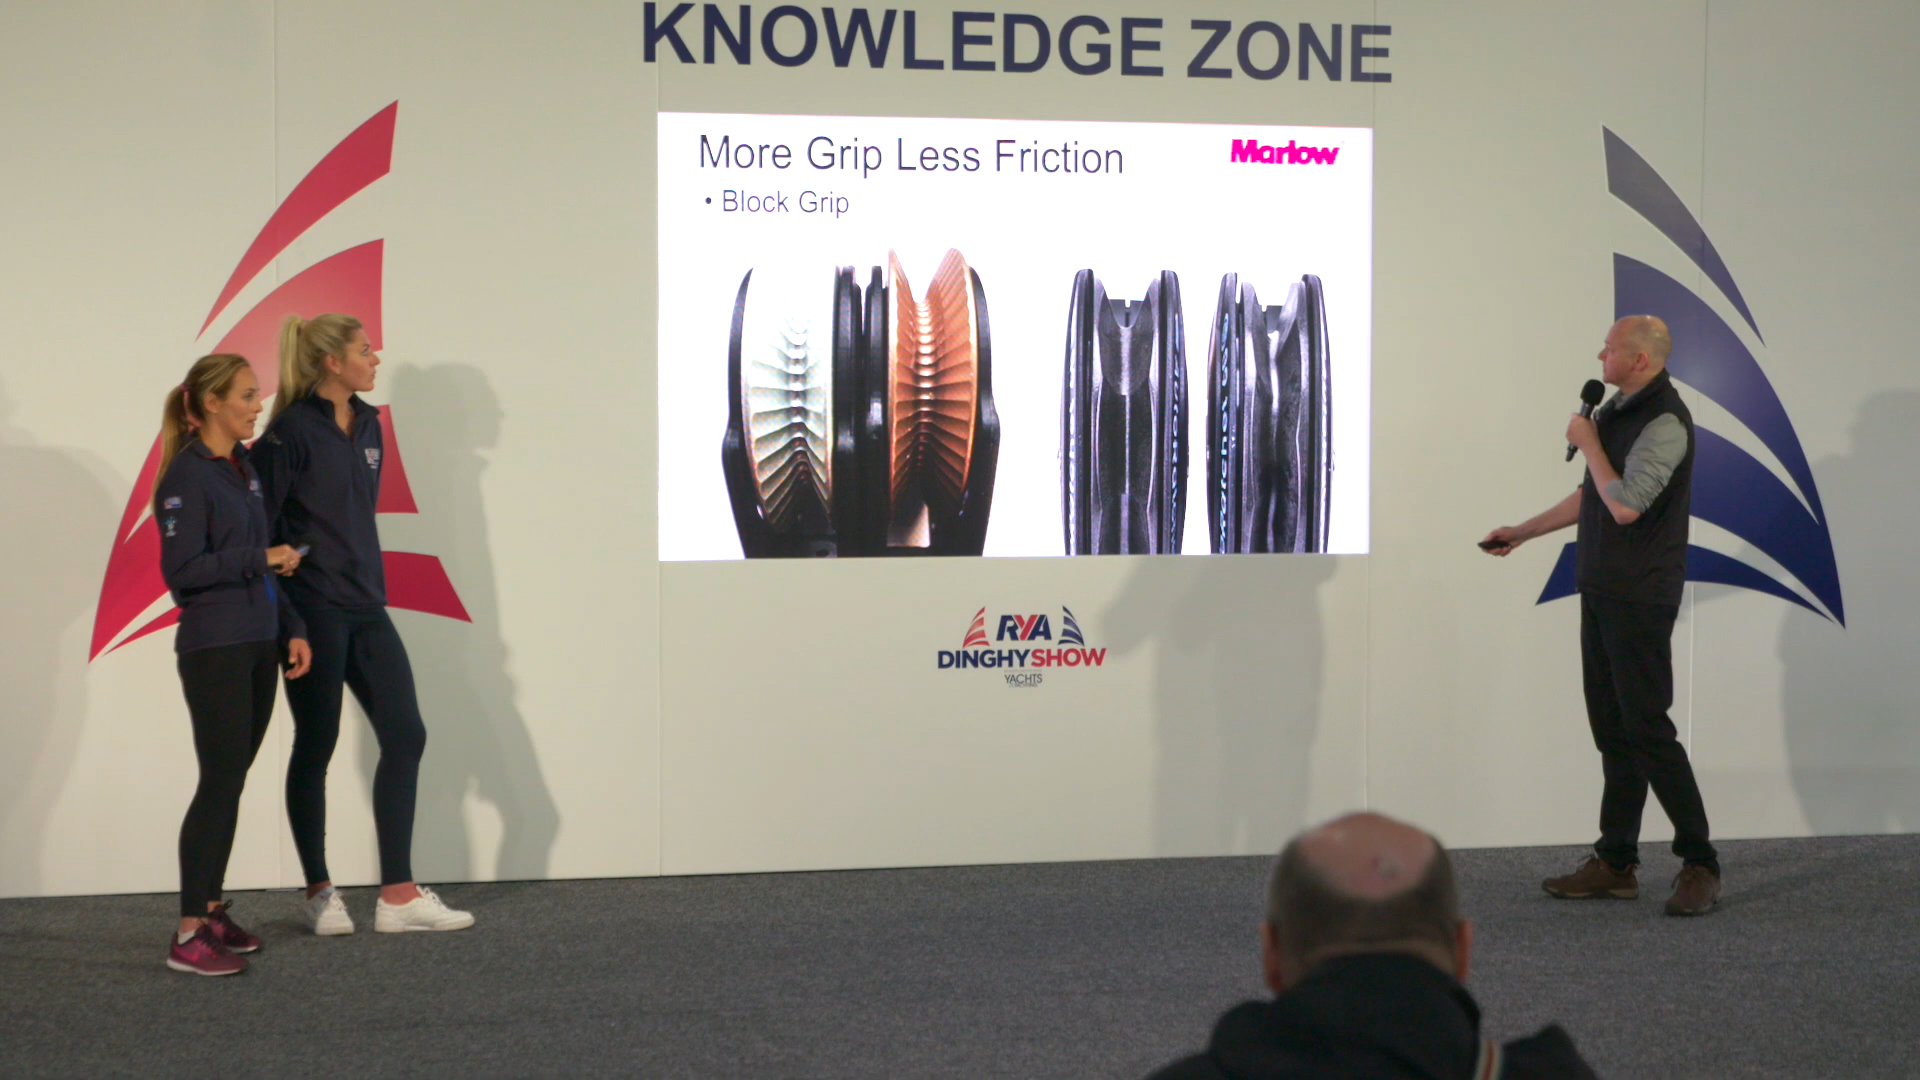 KNOWLEDGE ZONE
More Grip Less Friction
Marlow
• Block Grip
RYA
DINGHY SHOW
YACHTS